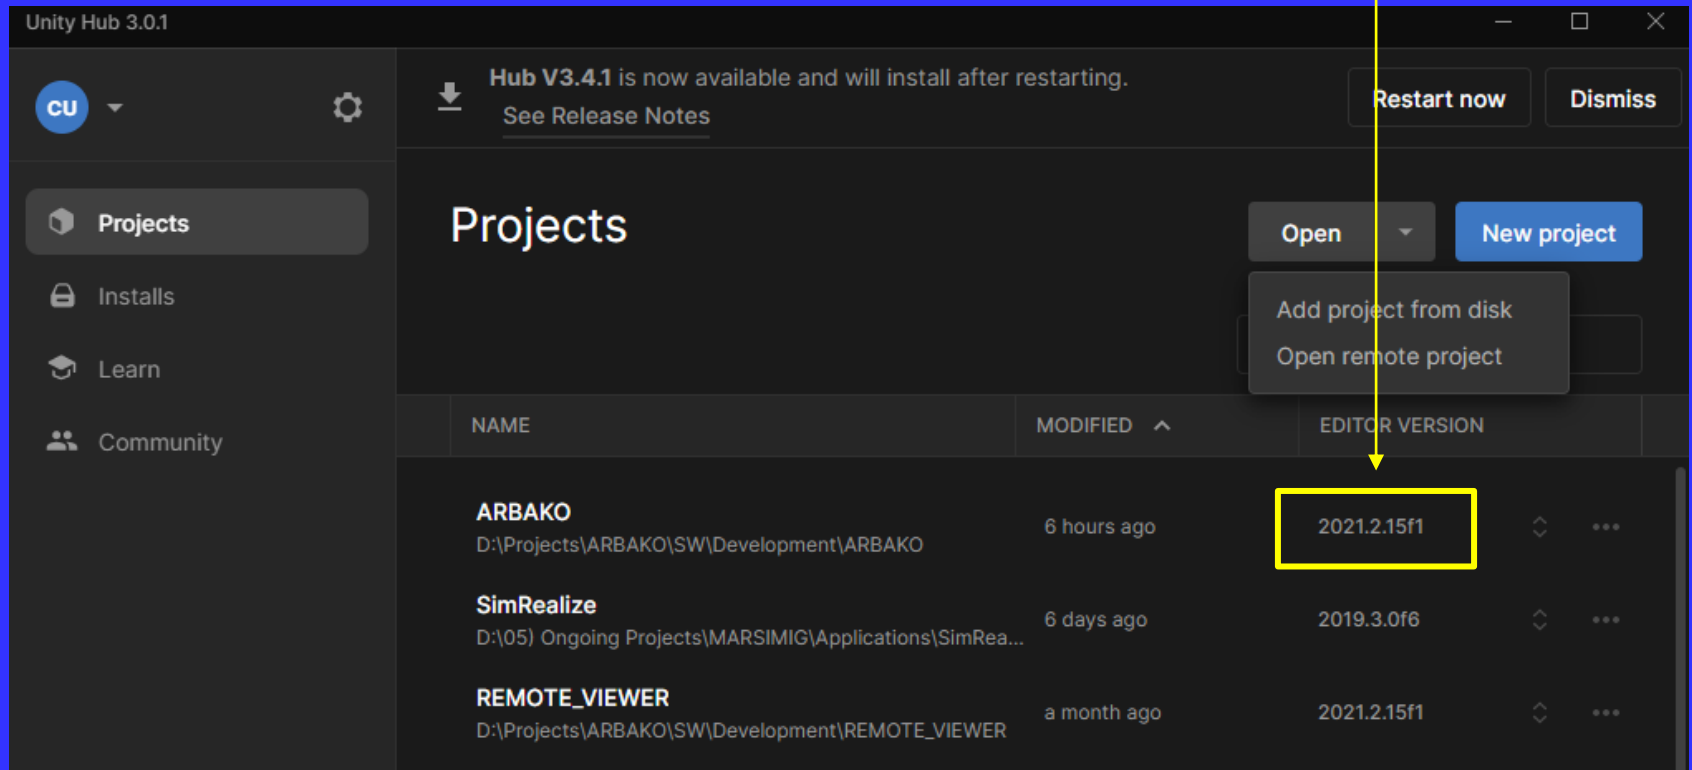 Unity Hub 3.0.1
CU
Hub V3.4.1 is now available and will install after restarting.
See Release Notes
Restart now
Dismiss
Projects
Installs
Learn
Community
Projects
Open
New project
Add project from disk
Open remote project
NAME
MODIFIED
EDITOR VERSION
ARBAKO
D:\Projects\ARBAKO\SW\Development\ARBAKO
6 hours ago
2021.2.15f1
SimRealize
D:\05) Ongoing Projects\MARSIMIG\Applications\SimRea...
6 days ago
2019.3.0f6
REMOTE_VIEWER
D:\Projects\ARBAKO\SW\Development\REMOTE_VIEWER
a month ago
2021.2.15f1